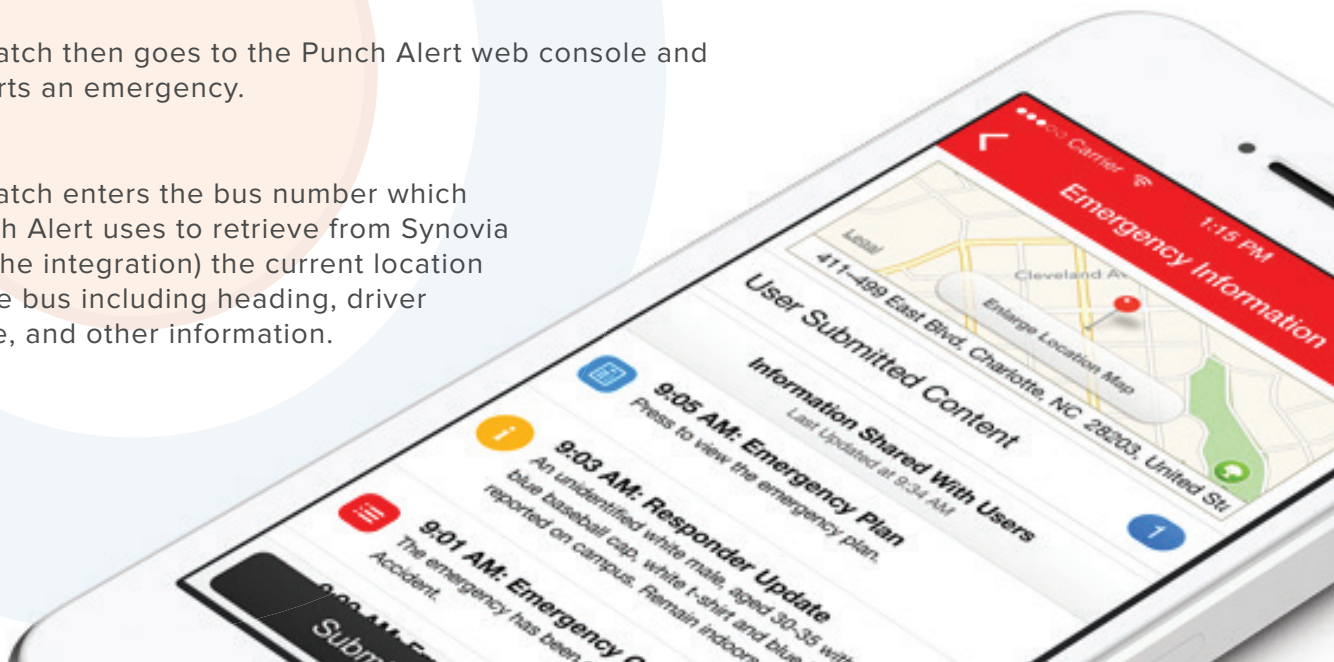 atch then goes to the Punch Alert web console and
rts an emergency.
atch enters the bus number which
h Alert uses to retrieve from Synovia
he integration) the current location
e bus including heading, driver
e, and other information.
Carrier
1:15 PM
Emergency Information
Cleveland Av
Legal
Enlarge Location Map
411–499 East Blvd, Charlotte, NC 28203, United Sta
User Submitted Content
1
Information Shared With Users
Last Updated at 9:34 AM
9:05 AM: Emergency Plan
Press to view the emergency plan.
9:03 AM: Responder Update
An unidentified white male, aged 30-35 with
blue baseball cap, white t-shirt and blue
reported on campus. Remain indoors
9:01 AM: Emergency
The emergency has been
Accident.
Subm